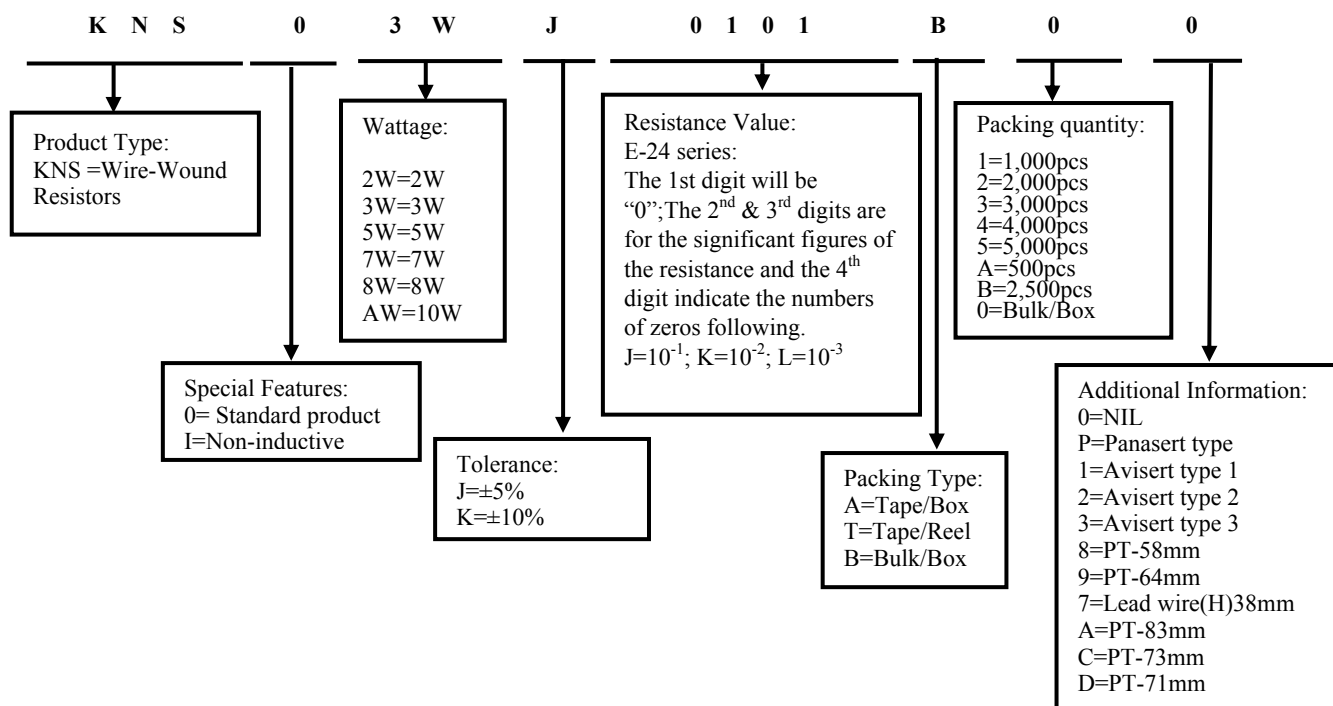 K N S 0 3 W J 0 1 0 1 B 0 0
Product Type:
KNS =Wire-Wound
Resistors
Wattage:
2W=2W
3W=3W
5W=5W
7W=7W
8W=8W
AW=10W
Resistance Value:
E-24 series:
The 1st digit will be
“0”;The 2nd & 3rd digits are
for the significant figures of
the resistance and the 4th
digit indicate the numbers
of zeros following.
J=10-1; K=10-2; L=10-3
Packing quantity:
1=1,000pcs
2=2,000pcs
3=3,000pcs
4=4,000pcs
5=5,000pcs
A=500pcs
B=2,500pcs
0=Bulk/Box
Special Features:
0= Standard product
I=Non-inductive
Tolerance:
J=±5%
K=±10%
Packing Type:
A=Tape/Box
T=Tape/Reel
B=Bulk/Box
Additional Information:
0=NIL
P=Panasert type
1=Avisert type 1
2=Avisert type 2
3=Avisert type 3
8=PT-58mm
9=PT-64mm
7=Lead wire(H)38mm
A=PT-83mm
C=PT-73mm
D=PT-71mm